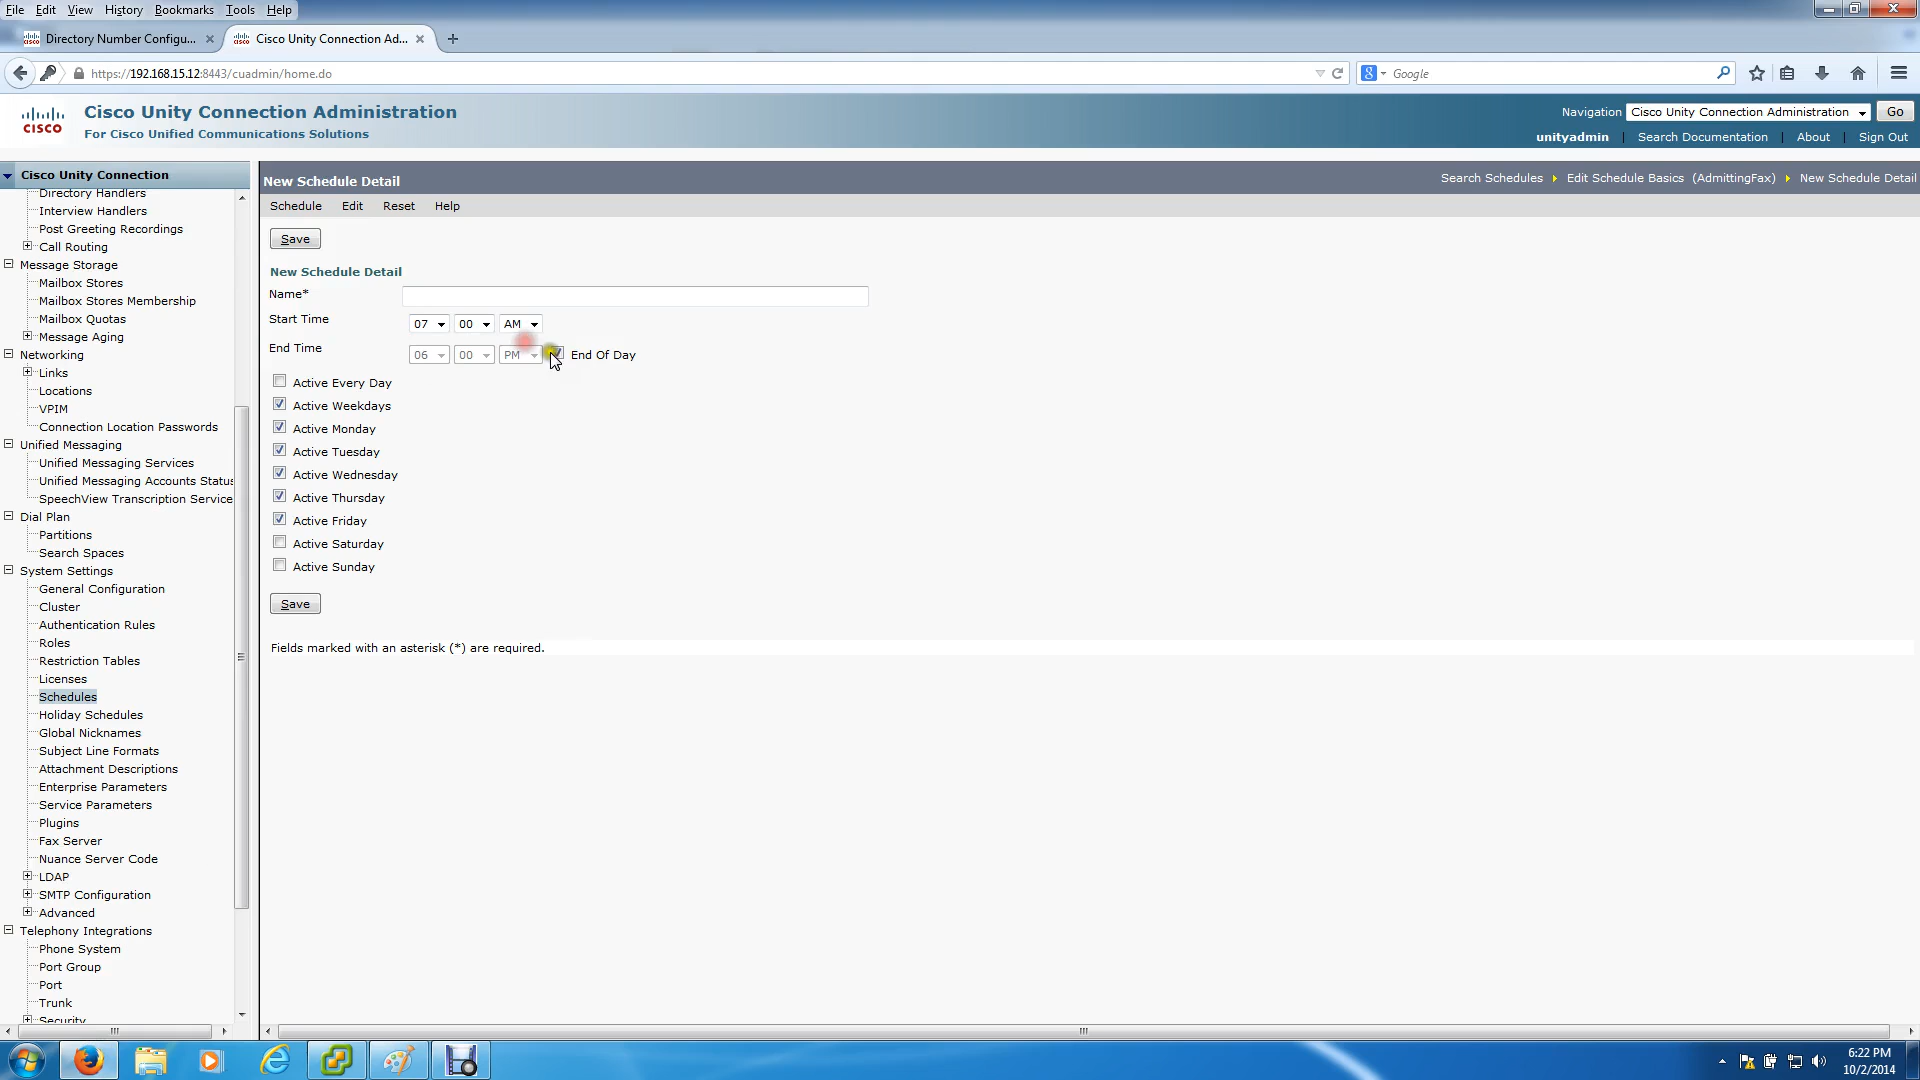 File Edit View History Bookmarks Tools Help
Directory Number Configu... × Cisco Unity Connection Ad... × +
https://192.168.15.12:8443/cuadmin/home.do Google
Cisco Unity Connection Administration
For Cisco Unified Communications Solutions
CISCO
Navigation Cisco Unity Connection Administration Go
unityadmin | Search Documentation | About | Sign Out
Cisco Unity Connection
Directory Handlers
Interview Handlers
Post Greeting Recordings
Call Routing
Message Storage
Mailbox Stores
Mailbox Stores Membership
Mailbox Quotas
Message Aging
Networking
Links
Locations
VPIM
Connection Location Passwords
Unified Messaging
Unified Messaging Services
Unified Messaging Accounts Status
SpeechView Transcription Service
Dial Plan
Partitions
Search Spaces
System Settings
General Configuration
Cluster
Authentication Rules
Roles
Restriction Tables
Licenses
Schedules
Holiday Schedules
Global Nicknames
Subject Line Formats
Attachment Descriptions
Enterprise Parameters
Service Parameters
Plugins
Fax Server
Nuance Server Code
LDAP
SMTP Configuration
Advanced
Telephony Integrations
Phone System
Port Group
Port
Trunk
Security
New Schedule Detail
Search Schedules Edit Schedule Basics (AdmittingFax) New Schedule Detail
Schedule Edit Reset Help
Save
New Schedule Detail
Name*
Start Time 07 00 AM
End Time 06 00 PM End Of Day
Active Every Day
Active Weekdays
Active Monday
Active Tuesday
Active Wednesday
Active Thursday
Active Friday
Active Saturday
Active Sunday
Save
Fields marked with an asterisk (*) are required.
6:22 PM
10/2/2014